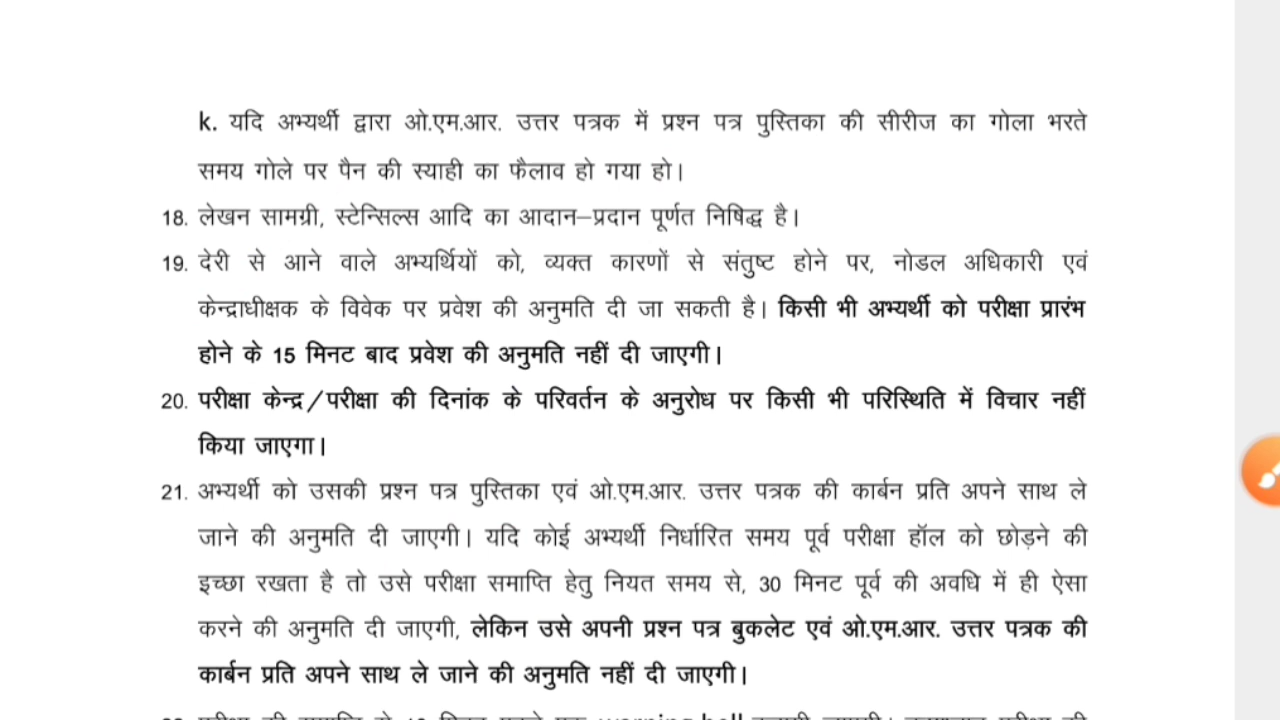 k. यदि अभ्यर्थी द्वारा ओ.एम.आर. उत्तर पत्रक में प्रश्न पत्र पुस्तिका की सीरीज का गोला भरते
समय गोले पर पैन की स्याही का फैलाव हो गया हो।
18. लेखन सामग्री, स्टेन्सिल्स आदि का आदान–प्रदान पूर्णत निषिद्ध है।
19. देरी से आने वाले अभ्यर्थियों को, व्यक्त कारणों से संतुष्ट होने पर, नोडल अधिकारी एवं
केन्द्राधीक्षक के विवेक पर प्रवेश की अनुमति दी जा सकती है। किसी भी अभ्यर्थी को परीक्षा प्रारंभ
होने के 15 मिनट बाद प्रवेश की अनुमति नहीं दी जाएगी।
20. परीक्षा केन्द्र/परीक्षा की दिनांक के परिवर्तन के अनुरोध पर किसी भी परिस्थिति में विचार नहीं
किया जाएगा।
21. अभ्यर्थी को उसकी प्रश्न पत्र पुस्तिका एवं ओ.एम.आर. उत्तर पत्रक की कार्बन प्रति अपने साथ ले
जाने की अनुमति दी जाएगी। यदि कोई अभ्यर्थी निर्धारित समय पूर्व परीक्षा हॉल को छोड़ने की
इच्छा रखता है तो उसे परीक्षा समाप्ति हेतु नियत समय से, 30 मिनट पूर्व की अवधि में ही ऐसा
करने की अनुमति दी जाएगी, लेकिन उसे अपनी प्रश्न पत्र बुकलेट एवं ओ.एम.आर. उत्तर पत्रक की
कार्बन प्रति अपने साथ ले जाने की अनुमति नहीं दी जाएगी।